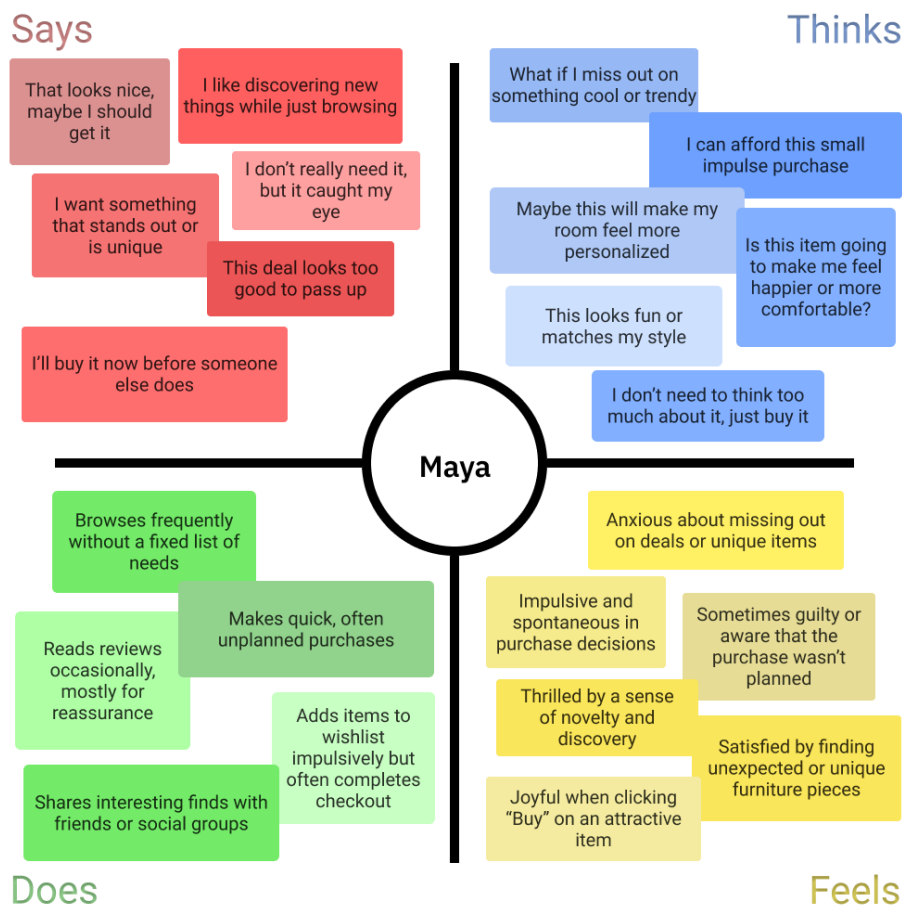 Says
That looks nice,
maybe I should
get it
I like discovering new
things while just browsing
I don’t really need it,
but it caught my
eye
I want something
that stands out or
is unique
This deal looks too
good to pass up
I’ll buy it now before someone
else does
Thinks
What if I miss out on
something cool or trendy
I can afford this small
impulse purchase
Maybe this will make my
room feel more
personalized
Is this item going
to make me feel
happier or more
comfortable?
This looks fun or
matches my style
I don’t need to think too
much about it, just buy it
Maya
Browses frequently
without a fixed list of
needs
Makes quick, often
unplanned purchases
Reads reviews
occasionally,
mostly for
reassurance
Adds items to
wishlist
impulsively but
often completes
checkout
Shares interesting finds with
friends or social groups
Does
Anxious about missing out
on deals or unique items
Impulsive and
spontaneous in
purchase decisions
Sometimes guilty or
aware that the
purchase wasn’t
planned
Thrilled by a sense
of novelty and
discovery
Satisfied by finding
unexpected or unique
furniture pieces
Joyful when clicking
“Buy” on an attractive
item
Feels